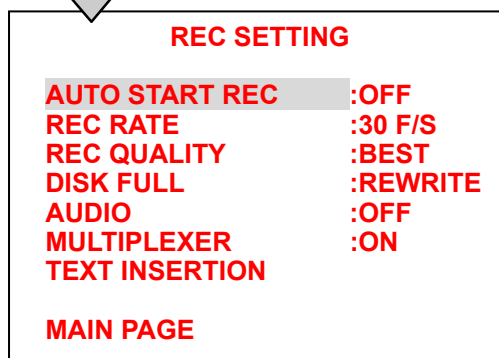 REC SETTING
AUTO START REC :OFF
REC RATE :30 F/S
REC QUALITY :BEST
DISK FULL :REWRITE
AUDIO :OFF
MULTIPLEXER :ON
TEXT INSERTION
MAIN PAGE